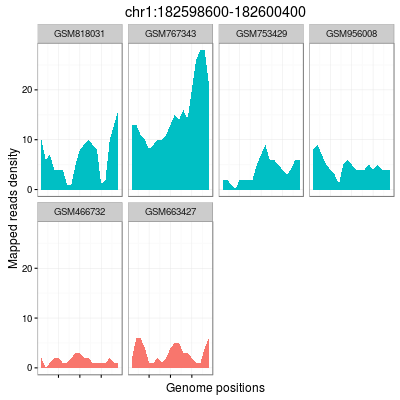 chr1:182598600-182600400
GSM818031 GSM767343 GSM753429 GSM956008
20
10
0
GSM466732 GSM663427
20
10
0
Mapped reads density
Genome positions